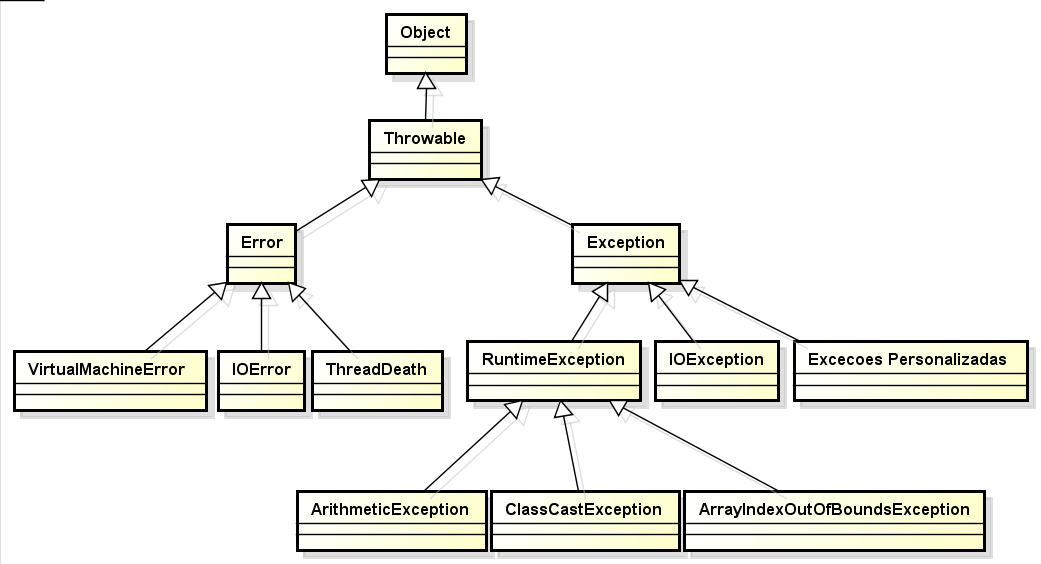 Object
Throwable
Error
Exception
VirtualMachineError
IOError
ThreadDeath
RuntimeException
IOException
Excecoes Personalizadas
ArithmeticException
ClassCastException
ArrayIndexOutOfBoundsException